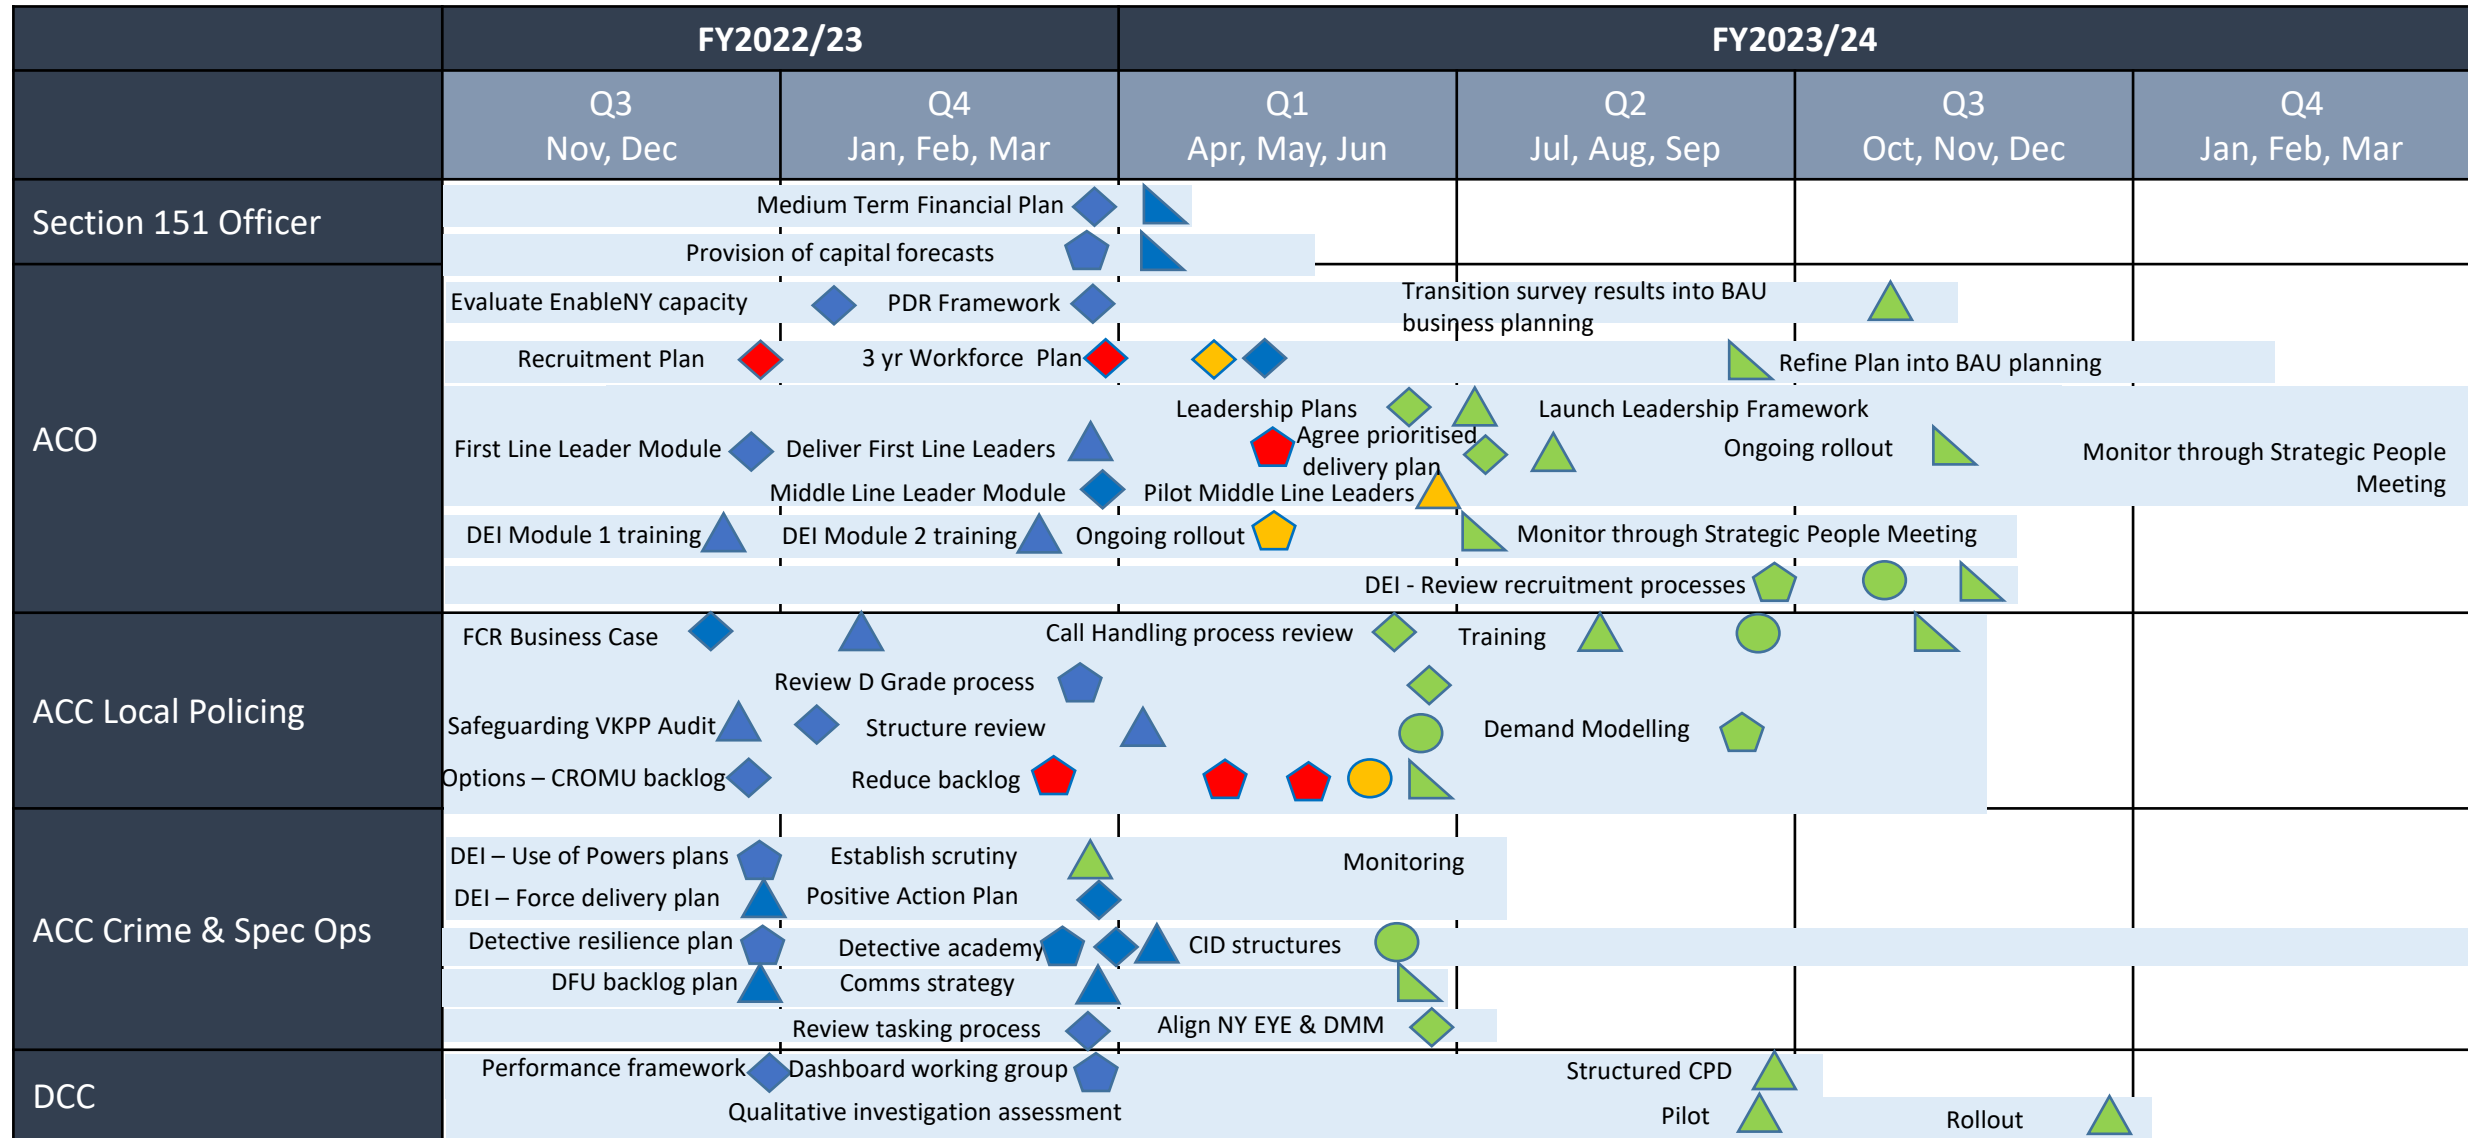 FY2022/23
FY2023/24
Q3
Nov, Dec
Q4
Jan, Feb, Mar
Q1
Apr, May, Jun
Q2
Jul, Aug, Sep
Q3
Oct, Nov, Dec
Q4
Jan, Feb, Mar
Section 151 Officer
Medium Term Financial Plan
Provision of capital forecasts
ACO
Evaluate EnableNY capacity
PDR Framework
Transition survey results into BAU
business planning
Recruitment Plan
3 yr Workforce Plan
Refine Plan into BAU planning
Leadership Plans
Launch Leadership Framework
First Line Leader Module
Deliver First Line Leaders
Agree prioritised
delivery plan
Ongoing rollout
Monitor through Strategic People
Meeting
Middle Line Leader Module
Pilot Middle Line Leaders
DEI Module 1 training
DEI Module 2 training
Ongoing rollout
Monitor through Strategic People Meeting
DEI - Review recruitment processes
ACC Local Policing
FCR Business Case
Call Handling process review
Training
Review D Grade process
Safeguarding VKPP Audit
Structure review
Demand Modelling
Options – CROMU backlog
Reduce backlog
ACC Crime & Spec Ops
DEI – Use of Powers plans
Establish scrutiny
Monitoring
DEI – Force delivery plan
Positive Action Plan
Detective resilience plan
Detective academy
CID structures
DFU backlog plan
Comms strategy
Review tasking process
Align NY EYE & DMM
DCC
Performance framework
Dashboard working group
Structured CPD
Qualitative investigation assessment
Pilot
Rollout